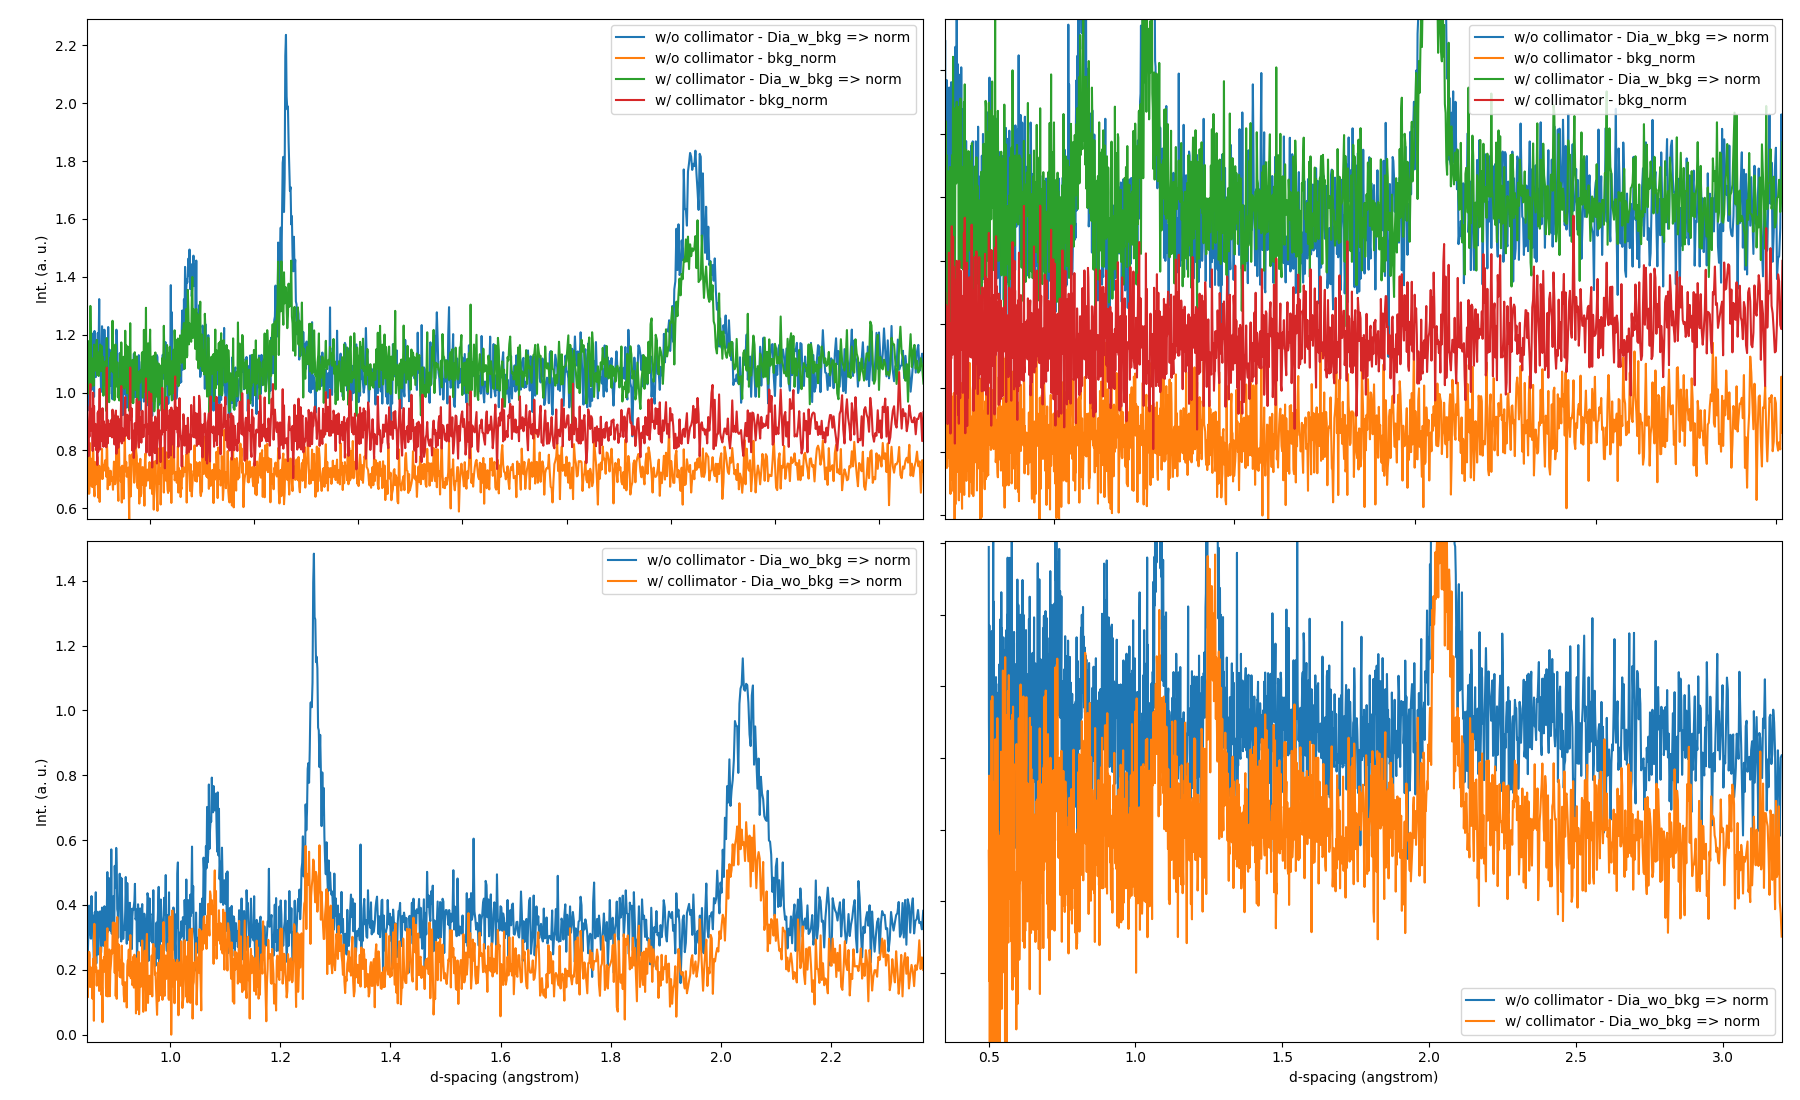 w/o collimator - Dia_w_bkg => norm
w/o collimator - bkg_norm
w/ collimator - Dia_w_bkg => norm
w/ collimator - bkg_norm
2.2
2.0
1.8
1.6
1.4
1.2
1.0
0.8
0.6
Int. (a. u.)
w/o collimator - Dia_w_bkg => norm
w/o collimator - bkg_norm
w/ collimator - Dia_w_bkg => norm
w/ collimator - bkg_norm
w/o collimator - Dia_wo_bkg => norm
w/ collimator - Dia_wo_bkg => norm
1.4
1.2
1.0
0.8
0.6
0.4
0.2
0.0
Int. (a. u.)
1.0 1.2 1.4 1.6 1.8 2.0 2.2
d-spacing (angstrom)
w/o collimator - Dia_wo_bkg => norm
w/ collimator - Dia_wo_bkg => norm
0.5 1.0 1.5 2.0 2.5 3.0
d-spacing (angstrom)